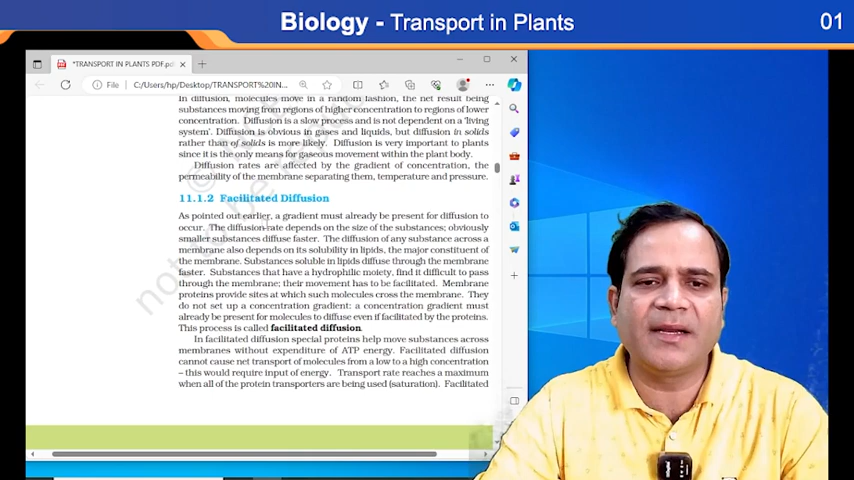 Biology - Transport in Plants
01
*TRANSPORT IN PLANTS PDF.pdf
File
C:/Users/hp/Desktop/TRANSPORT%20IN...
In diffusion, molecules move in a random fashion, the net result being
substances moving from regions of higher concentration to regions of lower
concentration. Diffusion is a slow process and is not dependent on a 'living
system'. Diffusion is obvious in gases and liquids, but diffusion in solids
rather than of solids is more likely. Diffusion is very important to plants
since it is the only means for gaseous movement within the plant body.
Diffusion rates are affected by the gradient of concentration, the
permeability of the membrane separating them, temperature and pressure.
11.1.2 Facilitated Diffusion
As pointed out earlier, a gradient must already be present for diffusion to
occur. The diffusion rate depends on the size of the substances; obviously
smaller substances diffuse faster. The diffusion of any substance across a
membrane also depends on its solubility in lipids, the major constituent of
the membrane. Substances soluble in lipids diffuse through the membrane
faster. Substances that have a hydrophilic moiety, find it difficult to pass
through the membrane; their movement has to be facilitated. Membrane
proteins provide sites at which such molecules cross the membrane. They
do not set up a concentration gradient: a concentration gradient must
already be present for molecules to diffuse even if facilitated by the proteins.
This process is called facilitated diffusion.
In facilitated diffusion special proteins help move substances across
membranes without expenditure of ATP energy. Facilitated diffusion
cannot cause net transport of molecules from a low to a high concentration
– this would require input of energy. Transport rate reaches a maximum
when all of the protein transporters are being used (saturation). Facilitated